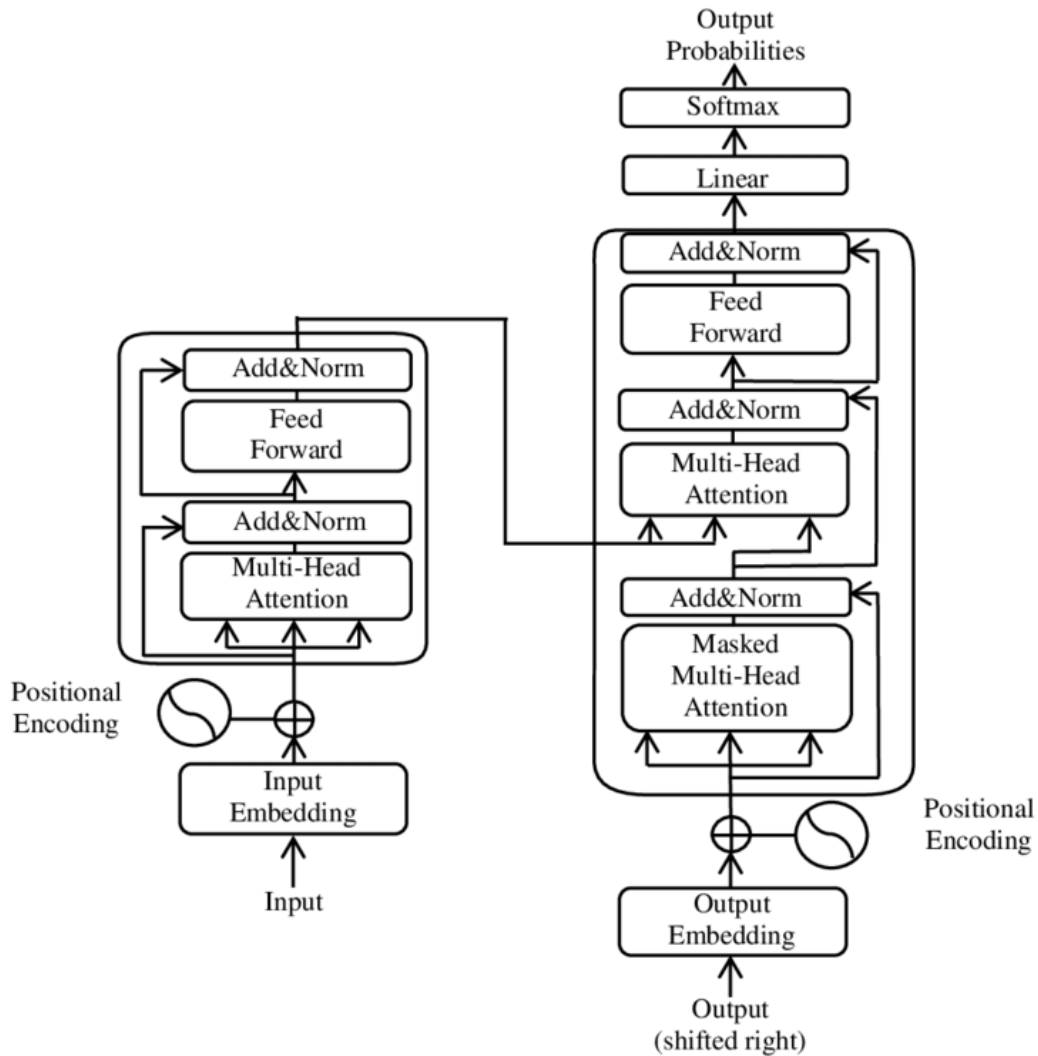 Output
Probabilities
Softmax
Linear
Add&Norm
Feed
Forward
Add&Norm
Multi-Head
Attention
Add&Norm
Masked
Multi-Head
Attention
Positional
Encoding
Output
Embedding
Output
(shifted right)
Add&Norm
Feed
Forward
Add&Norm
Multi-Head
Attention
Positional
Encoding
Input
Embedding
Input